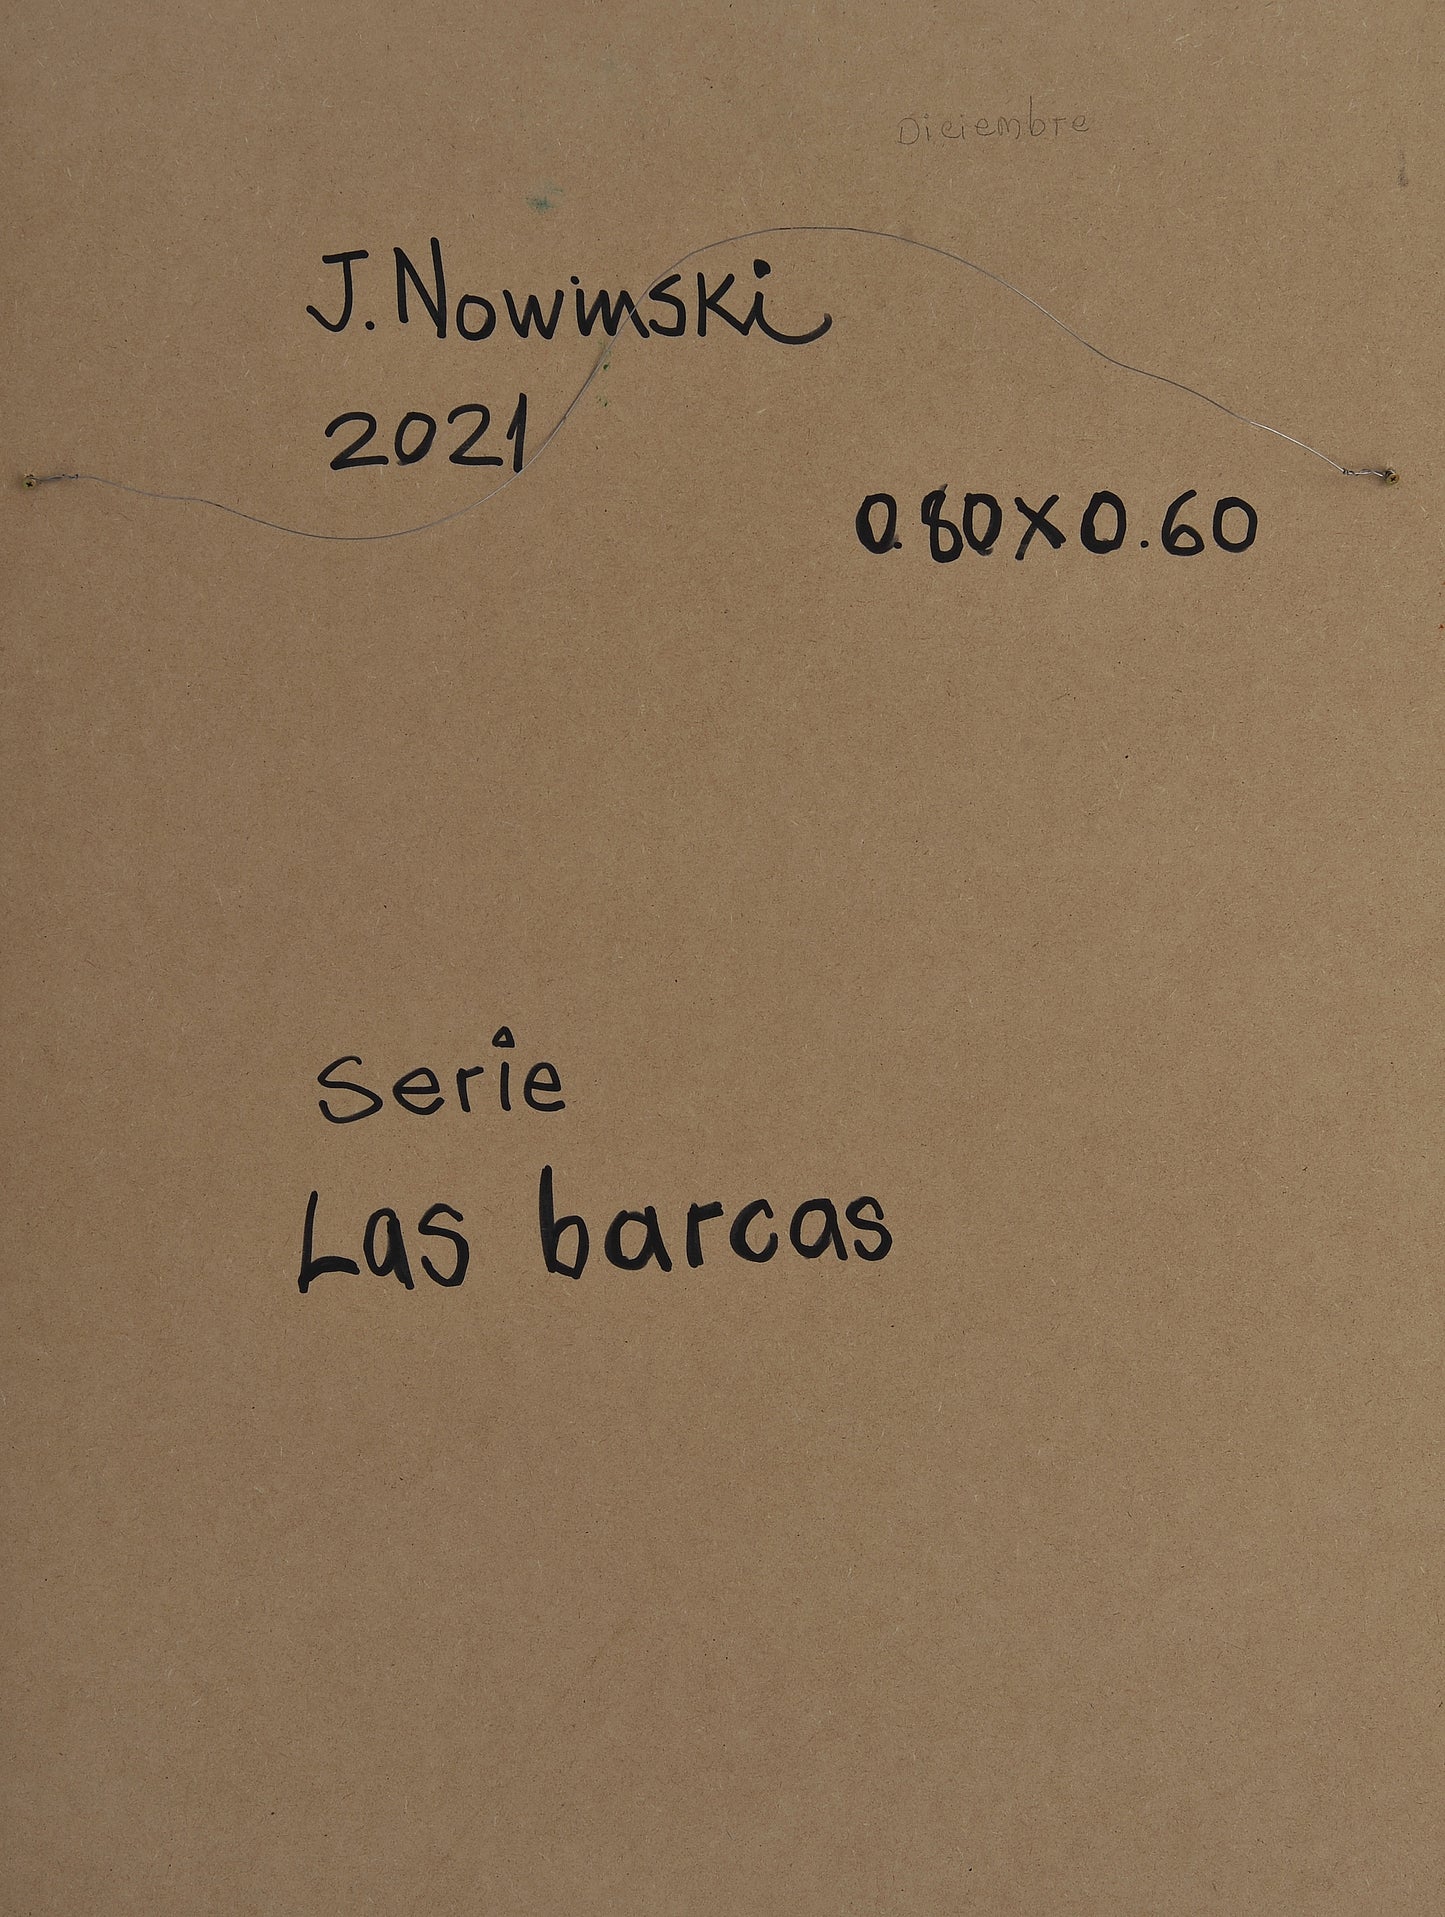 Diciembre
J. Nowinski
2021
0.80X0.60
Serie
Las barcas